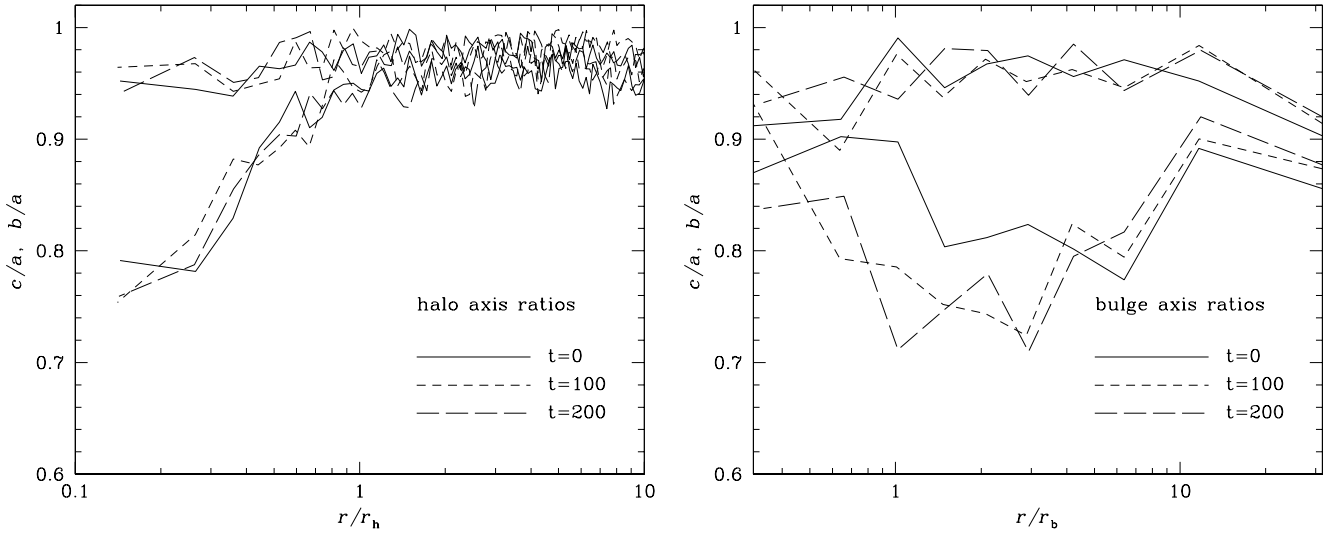 1
0.9
0.8
0.7
0.6
c/a, b/a
halo axis ratios
t=0
t=100
t=200
0.1
1
10
r/r_h
1
0.9
0.8
0.7
0.6
c/a, b/a
bulge axis ratios
t=0
t=100
t=200
1
10
r/r_b